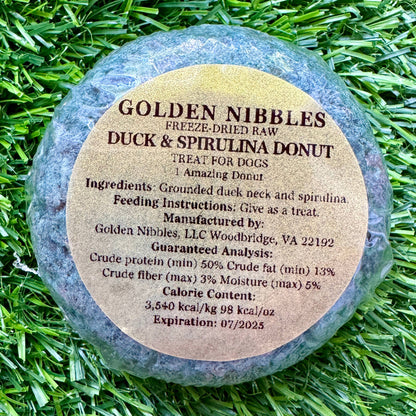 GOLDEN NIBBLES
FREEZE-DRIED RAW
DUCK & SPIRULINA DONUT
TREAT FOR DOGS
1 Amazing Donut
Ingredients: Grounded duck neck and spirulina.
Feeding Instructions: Give as a treat.
Manufactured by:
Golden Nibbles, LLC Woodbridge, VA 22192
Guaranteed Analysis:
Crude protein (min) 50% Crude fat (min) 13%
Crude fiber (max) 3% Moisture (max) 5%
Calorie Content:
3,540 kcal/kg 98 kcal/oz
Expiration: 07/2025